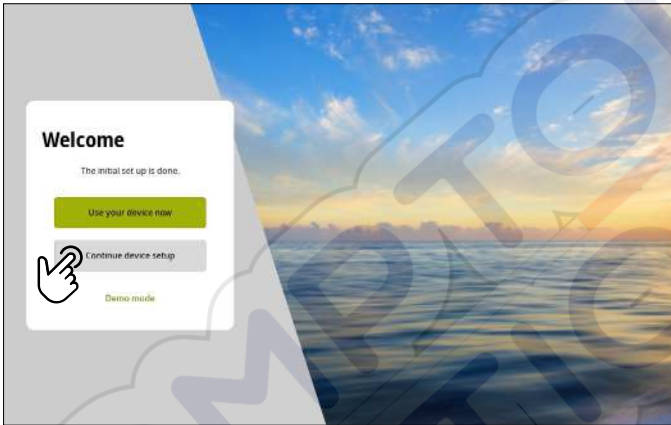 Welcome
The initial set up is done.
Use your device now
Continue device setup
Demo mode